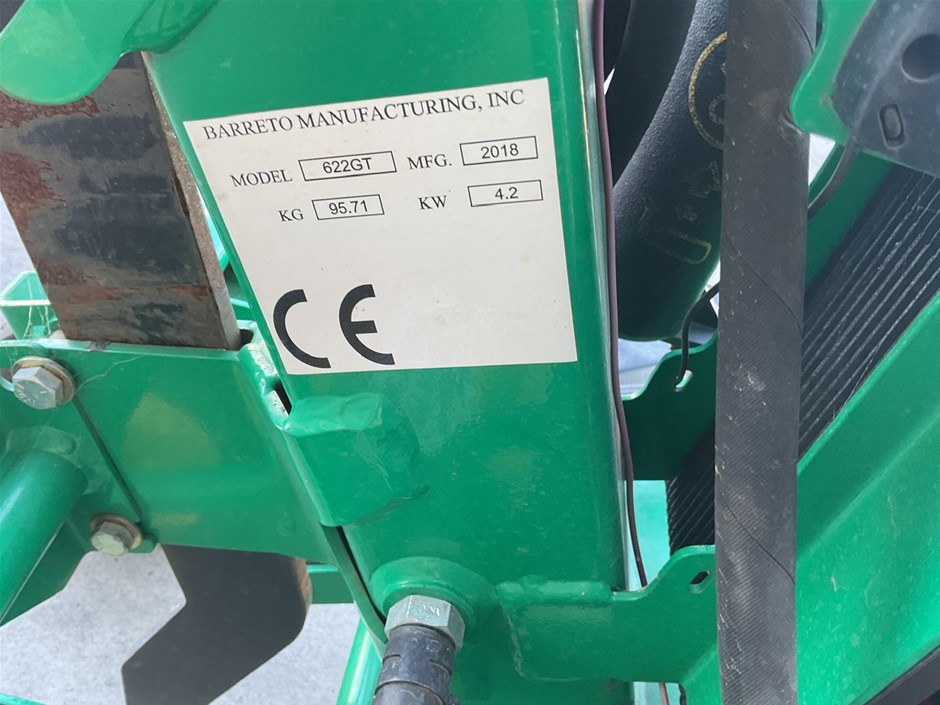 BARRETO MANUFACTURING, INC
MODEL 622GT MFG. 2018
KG 95.71 KW 4.2
CE